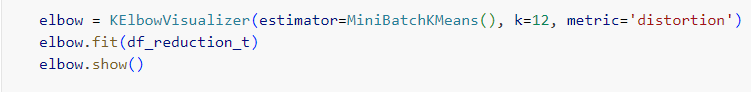 elbow = KElbowVisualizer(estimator=MiniBatchKMeans(), k=12, metric='distortion')
elbow.fit(df_reduction_t)
elbow.show()